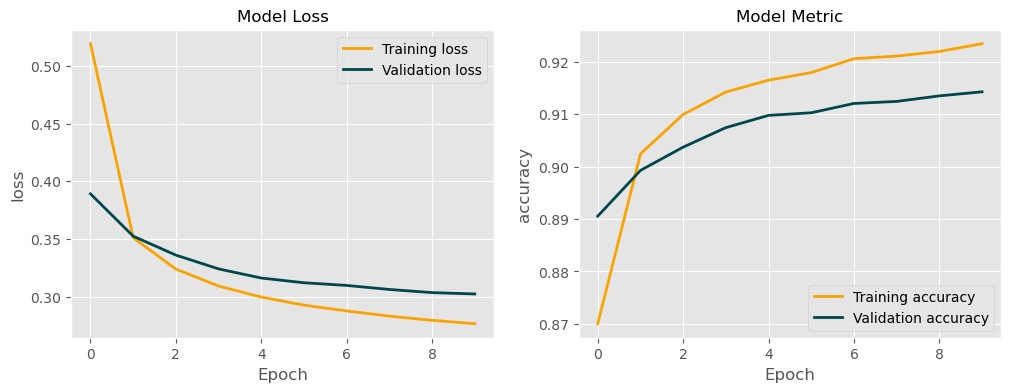 Model Loss
loss
0.50
0.45
0.40
0.35
0.30
Training loss
Validation loss
0 2 4 6 8
Epoch
Model Metric
accuracy
0.92
0.91
0.90
0.89
0.88
0.87
Training accuracy
Validation accuracy
0 2 4 6 8
Epoch